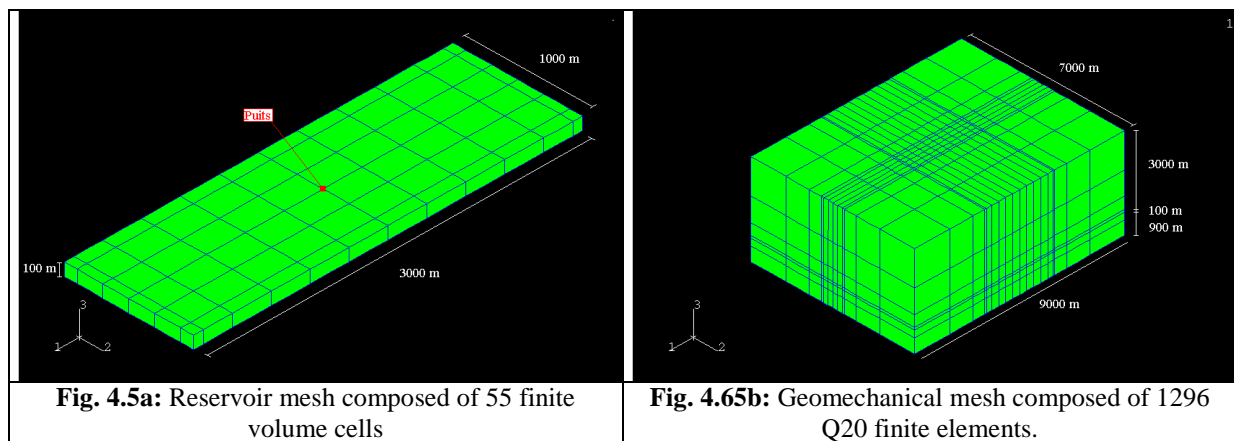 1000 m
Puits
100 m
3000 m
3
1
2
1
7000 m
3000 m
100 m
900 m
9000 m
3
1
2
Fig. 4.5a: Reservoir mesh composed of 55 finite
volume cells
Fig. 4.65b: Geomechanical mesh composed of 1296
Q20 finite elements.